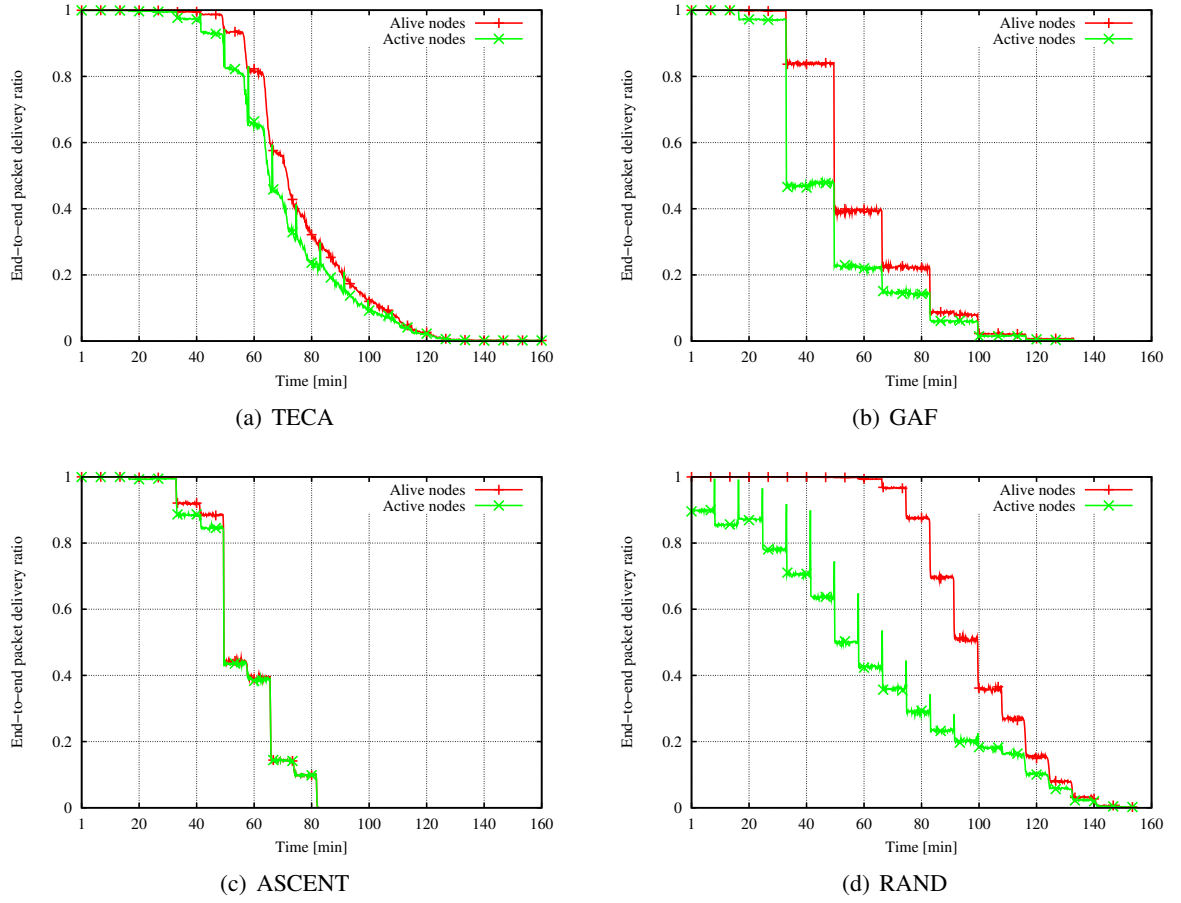 1
0.8
0.6
0.4
0.2
0
End-to-end packet delivery ratio
1 20 40 60 80 100 120 140 160
Time [min]
Alive nodes
Active nodes
(a) TECA
1
0.8
0.6
0.4
0.2
0
End-to-end packet delivery ratio
1 20 40 60 80 100 120 140 160
Time [min]
Alive nodes
Active nodes
(b) GAF
1
0.8
0.6
0.4
0.2
0
End-to-end packet delivery ratio
1 20 40 60 80 100 120 140 160
Time [min]
Alive nodes
Active nodes
(c) ASCENT
1
0.8
0.6
0.4
0.2
0
End-to-end packet delivery ratio
1 20 40 60 80 100 120 140 160
Time [min]
Alive nodes
Active nodes
(d) RAND